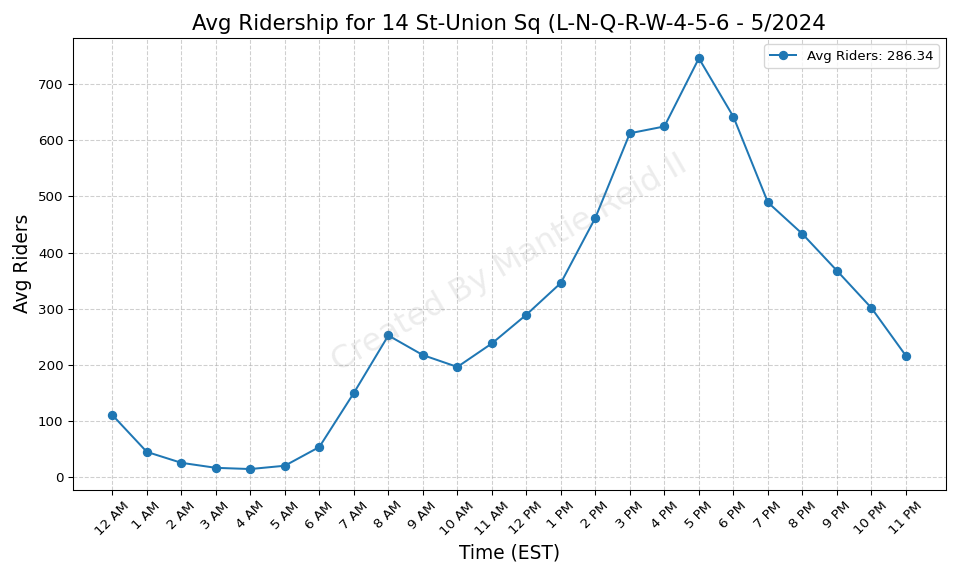 Avg Ridership for 14 St-Union Sq (L-N-Q-R-W-4-5-6 - 5/2024
Avg Riders: 286.34
700
600
500
400
300
200
100
0
Avg Riders
Created By Mantie Reid II
12 AM
1 AM
2 AM
3 AM
4 AM
5 AM
6 AM
7 AM
8 AM
9 AM
10 AM
11 AM
12 PM
1 PM
2 PM
3 PM
4 PM
5 PM
6 PM
7 PM
8 PM
9 PM
10 PM
11 PM
Time (EST)